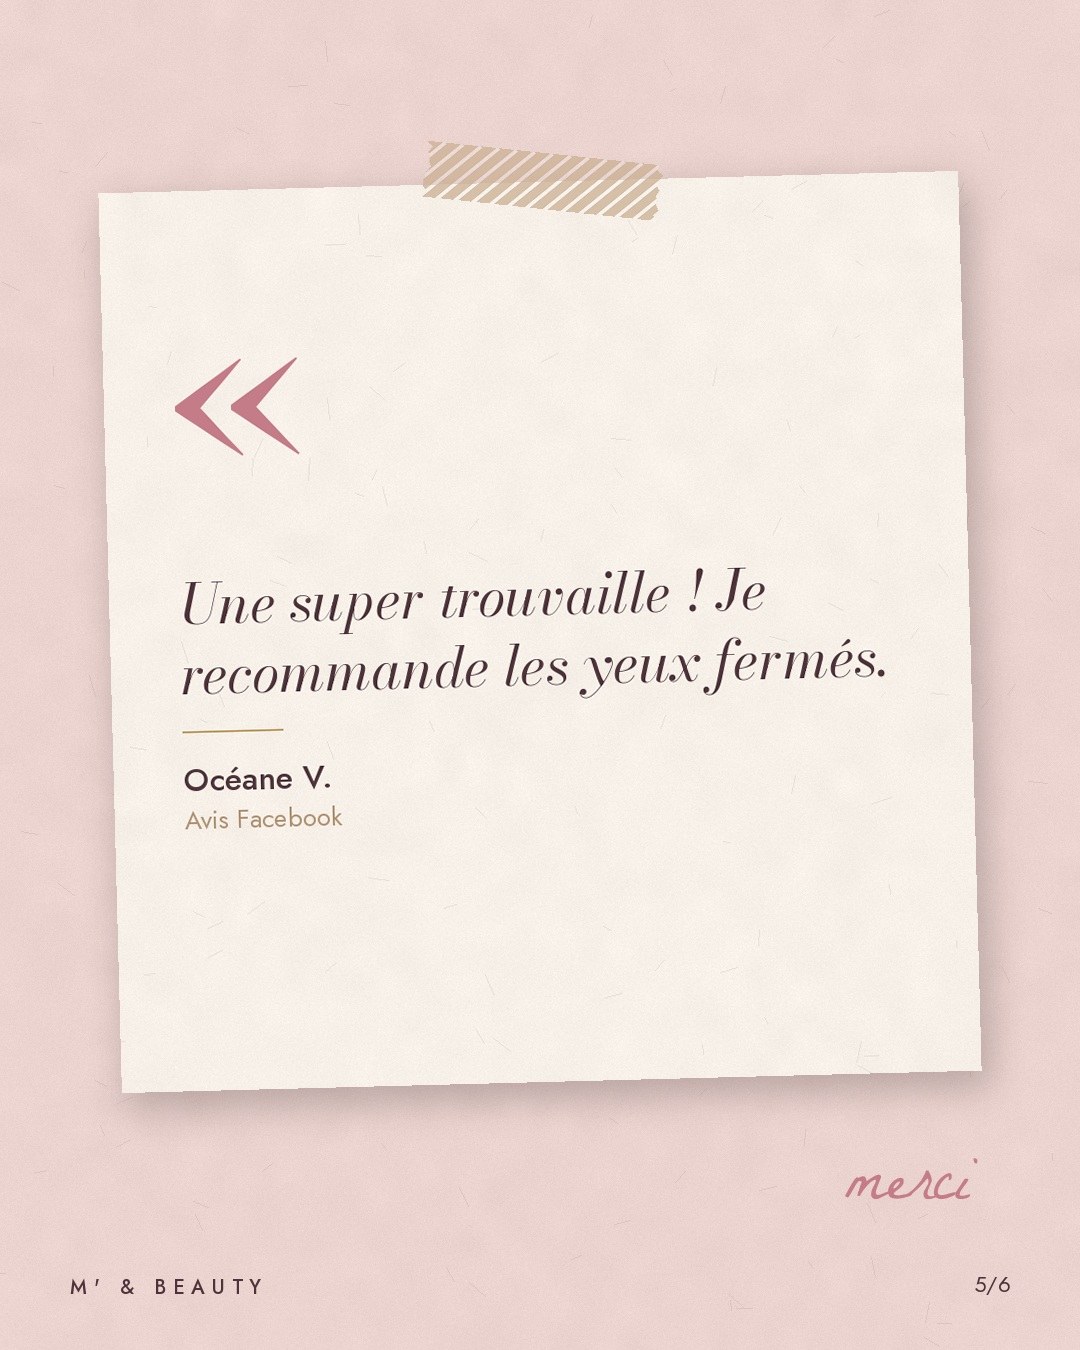 «
Une super trouvaille ! Je
recommande les yeux fermés.
Océane V.
Avis Facebook
merci
M' & BEAUTY
5/6